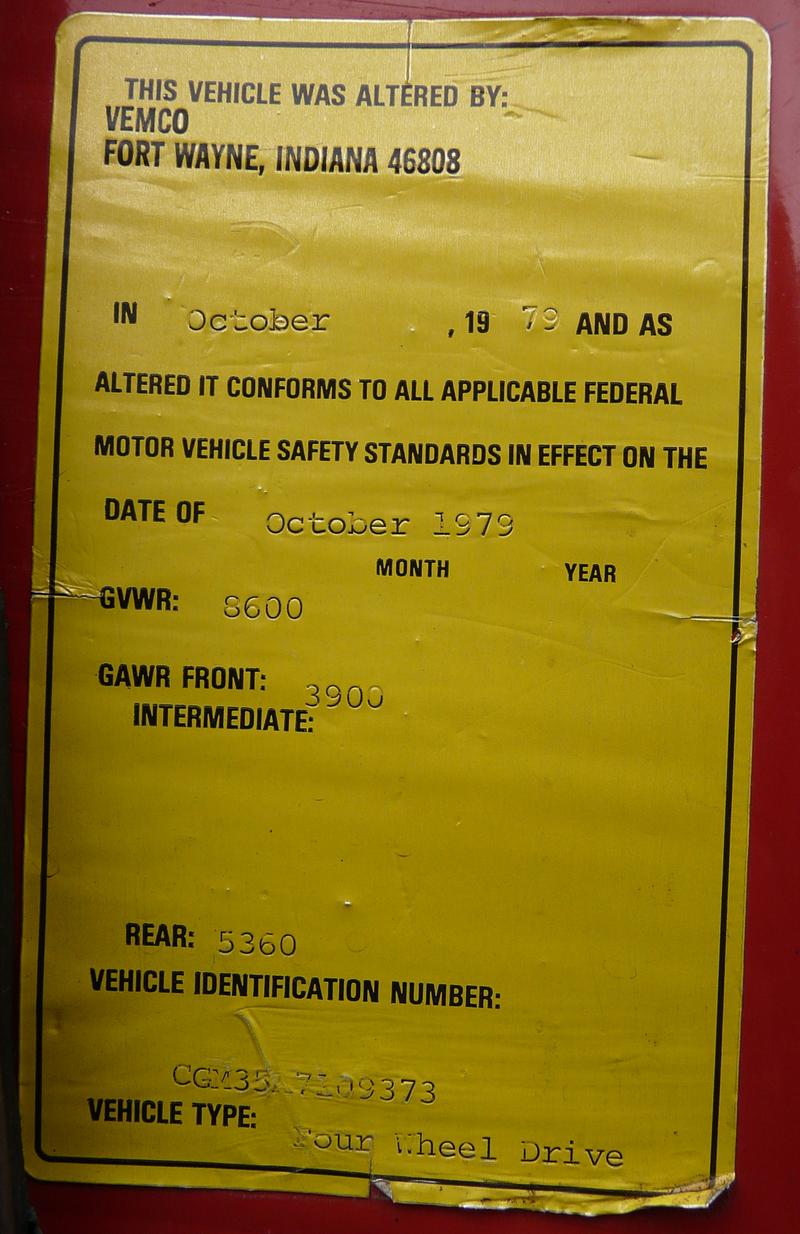 THIS VEHICLE WAS ALTERED BY:
VEMCO
FORT WAYNE, INDIANA 46808
IN October , 19 79 AND AS
ALTERED IT CONFORMS TO ALL APPLICABLE FEDERAL
MOTOR VEHICLE SAFETY STANDARDS IN EFFECT ON THE
DATE OF October 1979
MONTH YEAR
GVWR: 8600
GAWR FRONT: 3900
INTERMEDIATE:
REAR: 5360
VEHICLE IDENTIFICATION NUMBER:
VEHICLE TYPE:
Four Wheel Drive